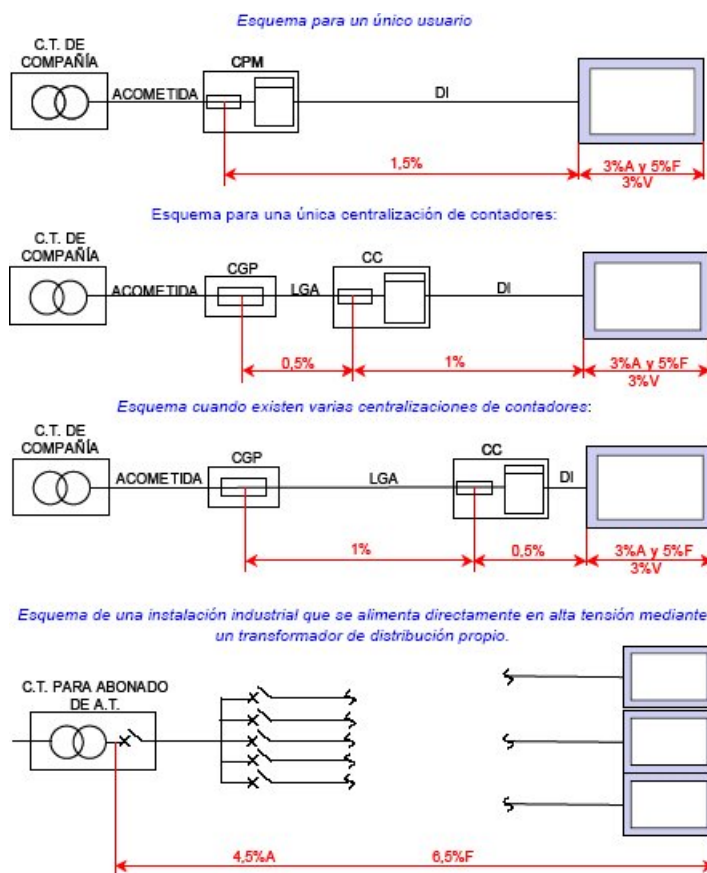 Esquema para un único usuario
C.T. DE
COMPAÑÍA
ACOMETIDA
CPM
DI
1,5%
3%A y 5%F
3%V
Esquema para una única centralización de contadores:
C.T. DE
COMPAÑÍA
ACOMETIDA
CGP
LGA
CC
DI
0,5%
1%
3%A y 5%F
3%V
Esquema cuando existen varias centralizaciones de contadores:
C.T. DE
COMPAÑÍA
ACOMETIDA
CGP
LGA
CC
DI
1%
0,5%
3%A y 5%F
3%V
Esquema de una instalación industrial que se alimenta directamente en alta tensión mediante
un transformador de distribución propio.
C.T. PARA ABONADO
DE A.T.
4,5%A
6,5%F